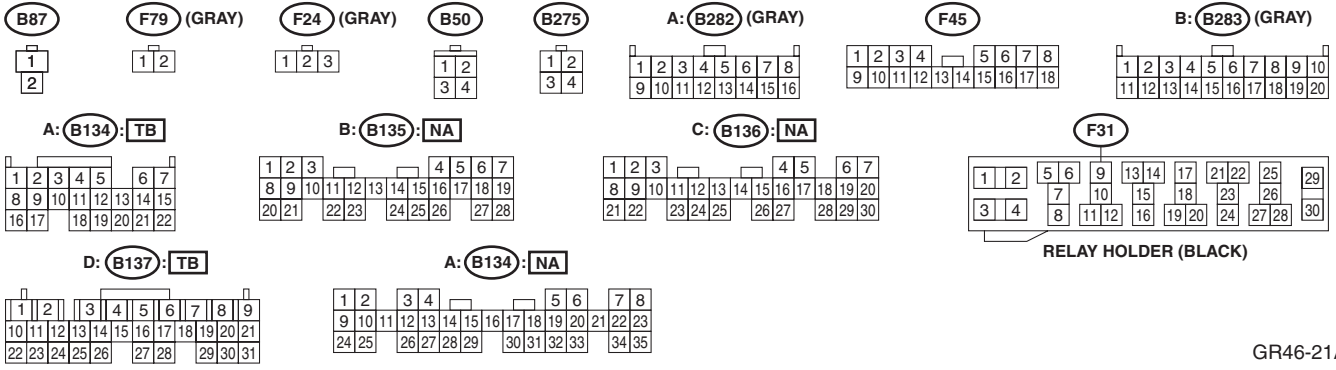 B87 F79 (GRAY) F24 (GRAY) B50 B275 A: B282 (GRAY) F45 B: B283 (GRAY)
1 1 2 1 2 3 1 2 1 2 1 2 3 4 5 6 7 8 1 2 3 4 5 6 7 8 1 2 3 4 5 6 7 8 9 10
2 3 4 3 4 9 10 11 12 13 14 15 16 9 10 11 12 13 14 15 16 17 18 11 12 13 14 15 16 17 18 19 20
A: B134 : TB B: B135 : NA C: B136 : NA F31
1 2 3 4 5 6 7 1 2 3 4 5 6 7 1 2 3 4 5 6 7 1 2 5 6 9 13 14 17 21 22 25 29
8 9 10 11 12 13 14 15 8 9 10 11 12 13 14 15 16 17 18 19 8 9 10 11 12 13 14 15 16 17 18 19 20 7 10 15 18 23 26
16 17 18 19 20 21 22 20 21 22 23 24 25 26 27 28 21 22 23 24 25 26 27 28 29 30 3 4 8 11 12 16 19 20 24 27 28 30
RELAY HOLDER (BLACK)
D: B137 : TB A: B134 : NA
1 2 3 4 5 6 7 8 9 1 2 3 4 5 6 7 8
10 11 12 13 14 15 16 17 18 19 20 21 9 10 11 12 13 14 15 16 17 18 19 20 21 22 23
22 23 24 25 26 27 28 29 30 31 24 25 26 27 28 29 30 31 32 33 34 35
GR46-21